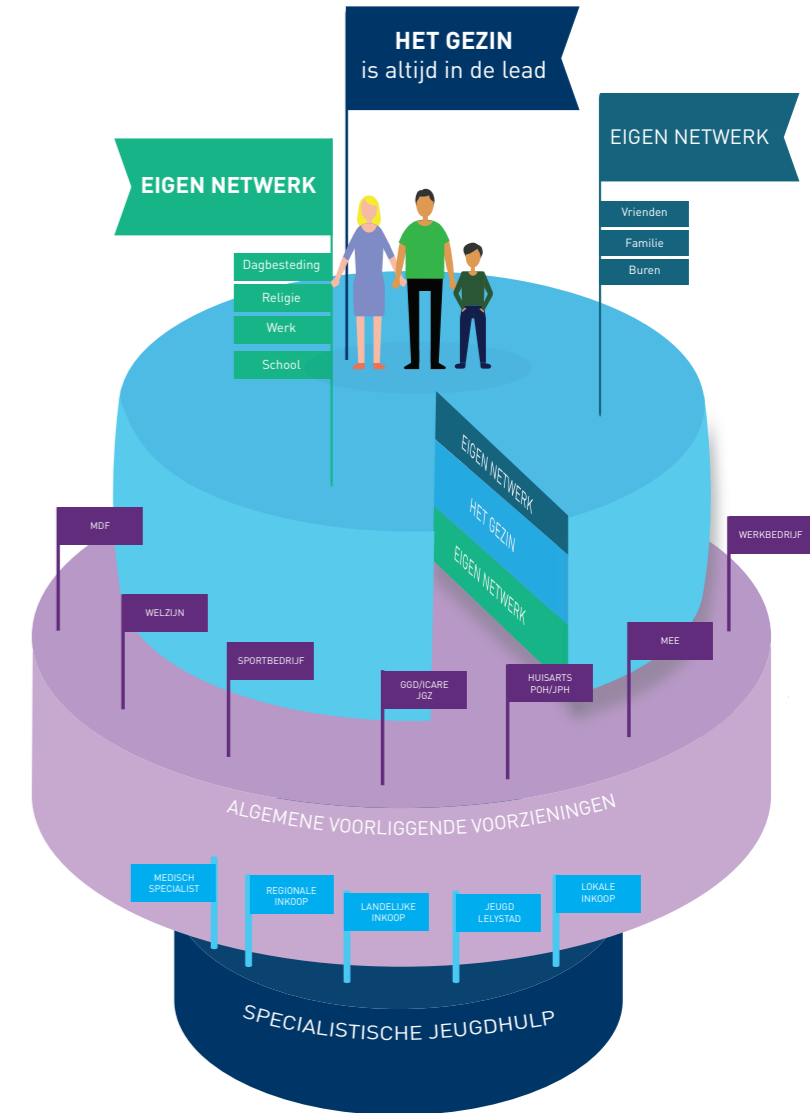 HET GEZIN
is altijd in de lead
EIGEN NETWERK
EIGEN NETWERK
Vrienden
Familie
Buren
Dagbesteding
Religie
Werk
School
EIGEN NETWERK
HET GEZIN
EIGEN NETWERK
MDF
WERKBEDRIJF
WELZIJN
MEE
SPORTBEDRIJF
GGD/ICARE
JGZ
HUISARTS
POH/JPH
ALGEMENE VOORLIGGENDE VOORZIENINGEN
MEDISCH
SPECIALIST
REGIONALE
INKOOP
LANDELIJKE
INKOOP
JEUGD
LELYSTAD
LOKALE
INKOOP
SPECIALISTISCHE JEUGDHULP